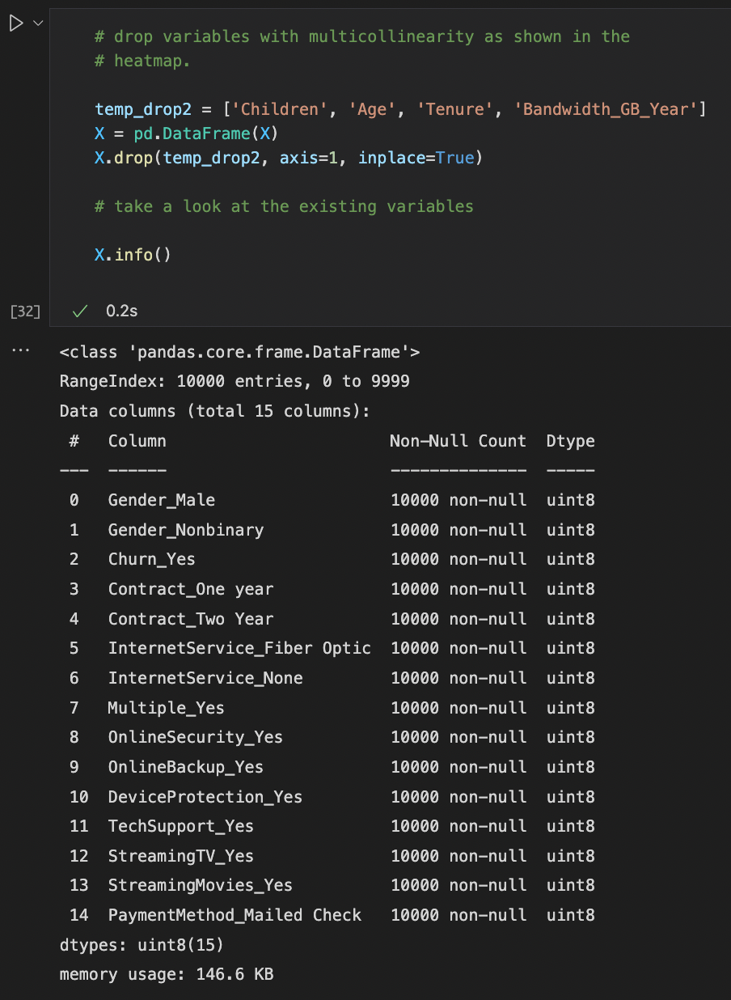 # drop variables with multicollinearity as shown in the
# heatmap.
temp_drop2 = ['Children', 'Age', 'Tenure', 'Bandwidth_GB_Year']
X = pd.DataFrame(X)
X.drop(temp_drop2, axis=1, inplace=True)
# take a look at the existing variables
X.info()
[32] ✓ 0.2s
... <class 'pandas.core.frame.DataFrame'>
RangeIndex: 10000 entries, 0 to 9999
Data columns (total 15 columns):
 #   Column                       Non-Null Count  Dtype
---  ------                       --------------  -----
 0   Gender_Male                  10000 non-null  uint8
 1   Gender_Nonbinary             10000 non-null  uint8
 2   Churn_Yes                    10000 non-null  uint8
 3   Contract_One year            10000 non-null  uint8
 4   Contract_Two Year            10000 non-null  uint8
 5   InternetService_Fiber Optic  10000 non-null  uint8
 6   InternetService_None         10000 non-null  uint8
 7   Multiple_Yes                 10000 non-null  uint8
 8   OnlineSecurity_Yes           10000 non-null  uint8
 9   OnlineBackup_Yes             10000 non-null  uint8
 10  DeviceProtection_Yes         10000 non-null  uint8
 11  TechSupport_Yes              10000 non-null  uint8
 12  StreamingTV_Yes              10000 non-null  uint8
 13  StreamingMovies_Yes          10000 non-null  uint8
 14  PaymentMethod_Mailed Check   10000 non-null  uint8
dtypes: uint8(15)
memory usage: 146.6 KB